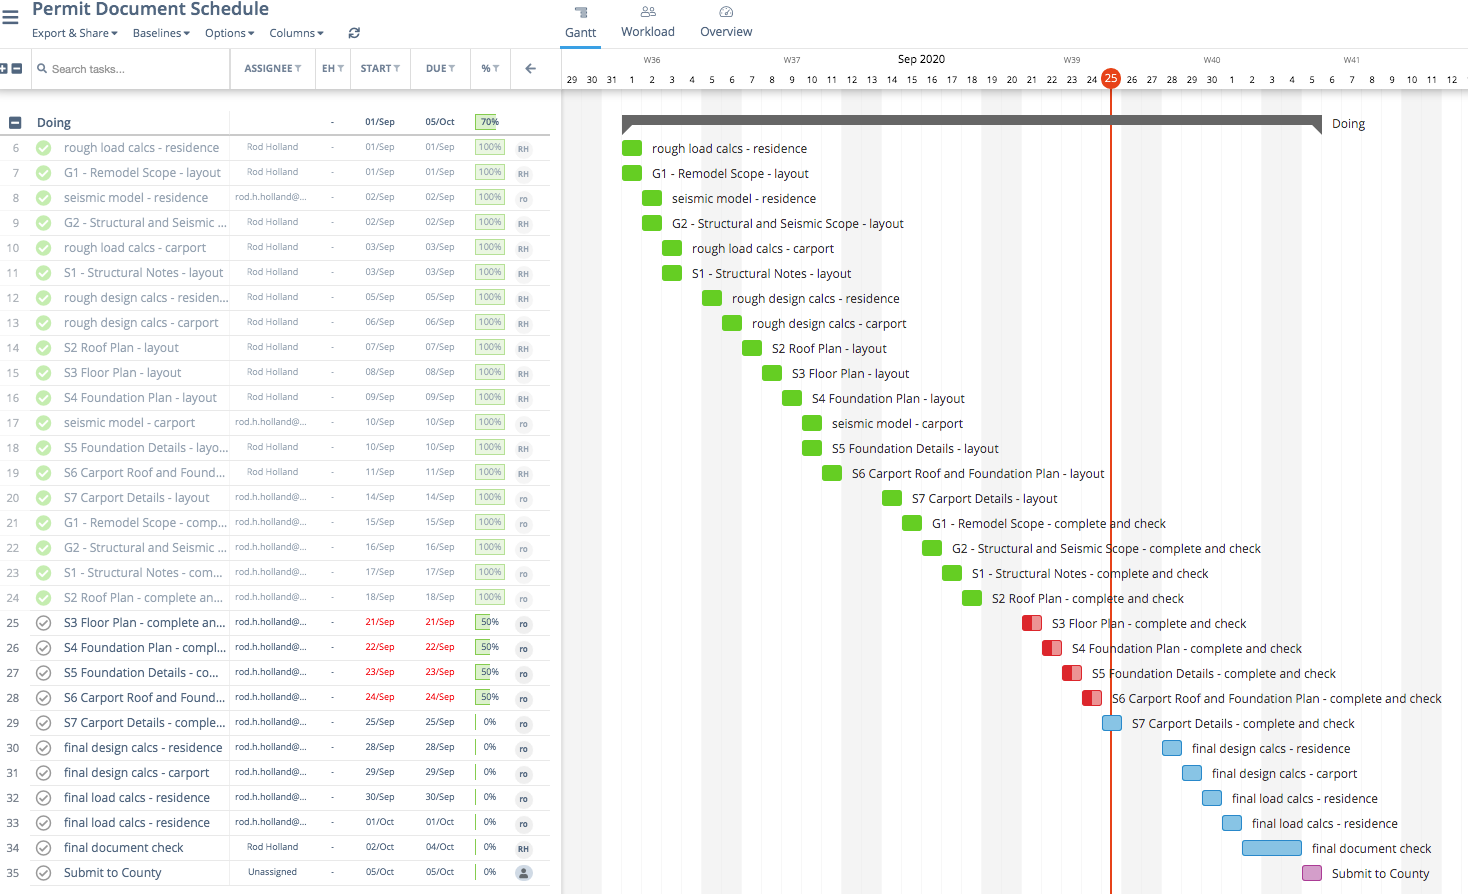 Permit Document Schedule
Export & Share Baselines Options Columns
Gantt Workload Overview
Search tasks... ASSIGNEE EH START DUE %
W36 W37 Sep 2020 W39 W40 W41
29 30 31 1 2 3 4 5 6 7 8 9 10 11 12 13 14 15 16 17 18 19 20 21 22 23 24 25 26 27 28 29 30 1 2 3 4 5 6 7 8 9 10 11 12
Doing - 01/Sep 05/Oct 70% Doing
6 rough load calcs - residence Rod Holland - 01/Sep 01/Sep 100% RH rough load calcs - residence
7 G1 - Remodel Scope - layout Rod Holland - 01/Sep 01/Sep 100% RH G1 - Remodel Scope - layout
8 seismic model - residence rod.h.holland@... - 02/Sep 02/Sep 100% ro seismic model - residence
9 G2 - Structural and Seismic ... Rod Holland - 02/Sep 02/Sep 100% RH G2 - Structural and Seismic Scope - layout
10 rough load calcs - carport Rod Holland - 03/Sep 03/Sep 100% RH rough load calcs - carport
11 S1 - Structural Notes - layout Rod Holland - 03/Sep 03/Sep 100% RH S1 - Structural Notes - layout
12 rough design calcs - residen... Rod Holland - 05/Sep 05/Sep 100% RH rough design calcs - residence
13 rough design calcs - carport Rod Holland - 06/Sep 06/Sep 100% RH rough design calcs - carport
14 S2 Roof Plan - layout Rod Holland - 07/Sep 07/Sep 100% RH S2 Roof Plan - layout
15 S3 Floor Plan - layout Rod Holland - 08/Sep 08/Sep 100% RH S3 Floor Plan - layout
16 S4 Foundation Plan - layout Rod Holland - 09/Sep 09/Sep 100% RH S4 Foundation Plan - layout
17 seismic model - carport rod.h.holland@... - 10/Sep 10/Sep 100% ro seismic model - carport
18 S5 Foundation Details - layo... Rod Holland - 10/Sep 10/Sep 100% RH S5 Foundation Details - layout
19 S6 Carport Roof and Found... Rod Holland - 11/Sep 11/Sep 100% RH S6 Carport Roof and Foundation Plan - layout
20 S7 Carport Details - layout rod.h.holland@... - 14/Sep 14/Sep 100% ro S7 Carport Details - layout
21 G1 - Remodel Scope - comp... rod.h.holland@... - 15/Sep 15/Sep 100% ro G1 - Remodel Scope - complete and check
22 G2 - Structural and Seismic ... rod.h.holland@... - 16/Sep 16/Sep 100% ro G2 - Structural and Seismic Scope - complete and check
23 S1 - Structural Notes - com... rod.h.holland@... - 17/Sep 17/Sep 100% ro S1 - Structural Notes - complete and check
24 S2 Roof Plan - complete an... rod.h.holland@... - 18/Sep 18/Sep 100% ro S2 Roof Plan - complete and check
25 S3 Floor Plan - complete an... rod.h.holland@... - 21/Sep 21/Sep 50% ro S3 Floor Plan - complete and check
26 S4 Foundation Plan - compl... rod.h.holland@... - 22/Sep 22/Sep 50% ro S4 Foundation Plan - complete and check
27 S5 Foundation Details - co... rod.h.holland@... - 23/Sep 23/Sep 50% ro S5 Foundation Details - complete and check
28 S6 Carport Roof and Found... rod.h.holland@... - 24/Sep 24/Sep 50% ro S6 Carport Roof and Foundation Plan - complete and check
29 S7 Carport Details - comple... rod.h.holland@... - 25/Sep 25/Sep 0% ro S7 Carport Details - complete and check
30 final design calcs - residence rod.h.holland@... - 28/Sep 28/Sep 0% ro final design calcs - residence
31 final design calcs - carport rod.h.holland@... - 29/Sep 29/Sep 0% ro final design calcs - carport
32 final load calcs - residence rod.h.holland@... - 30/Sep 30/Sep 0% ro final load calcs - residence
33 final load calcs - residence rod.h.holland@... - 01/Oct 01/Oct 0% ro final load calcs - residence
34 final document check Rod Holland - 02/Oct 04/Oct 0% RH final document check
35 Submit to County Unassigned - 05/Oct 05/Oct 0% Submit to County